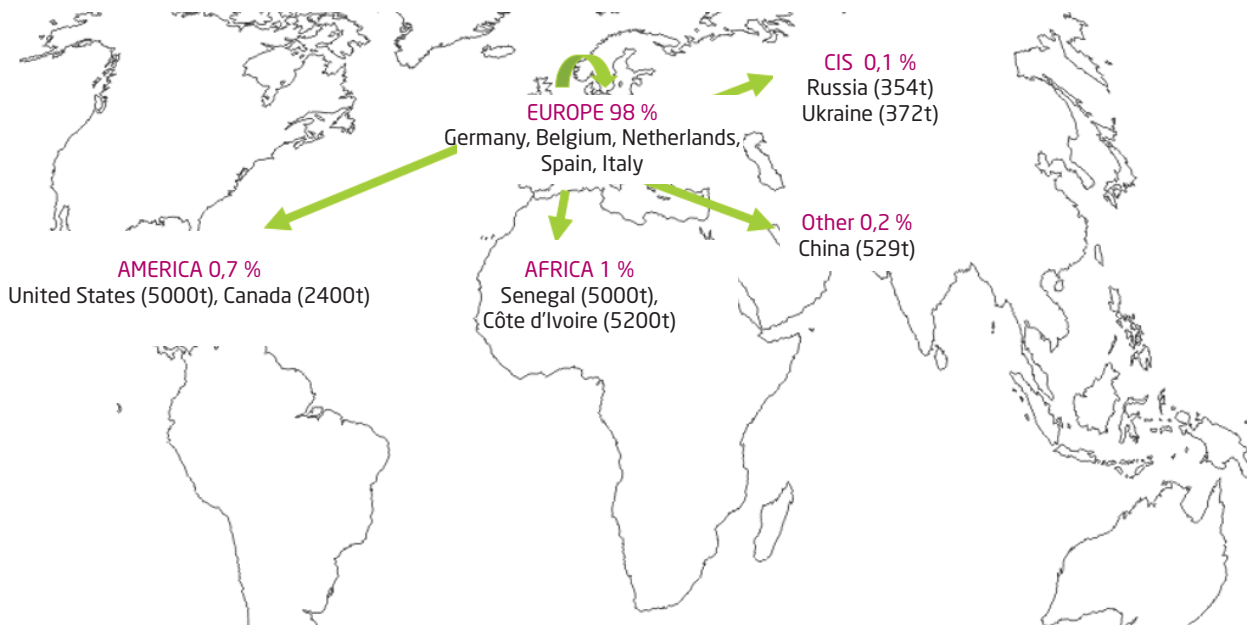 CIS 0,1 %
Russia (354t)
Ukraine (372t)
EUROPE 98 %
Germany, Belgium, Netherlands,
Spain, Italy
Other 0,2 %
China (529t)
AMERICA 0,7 %
United States (5000t), Canada (2400t)
AFRICA 1 %
Senegal (5000t),
Côte d'Ivoire (5200t)